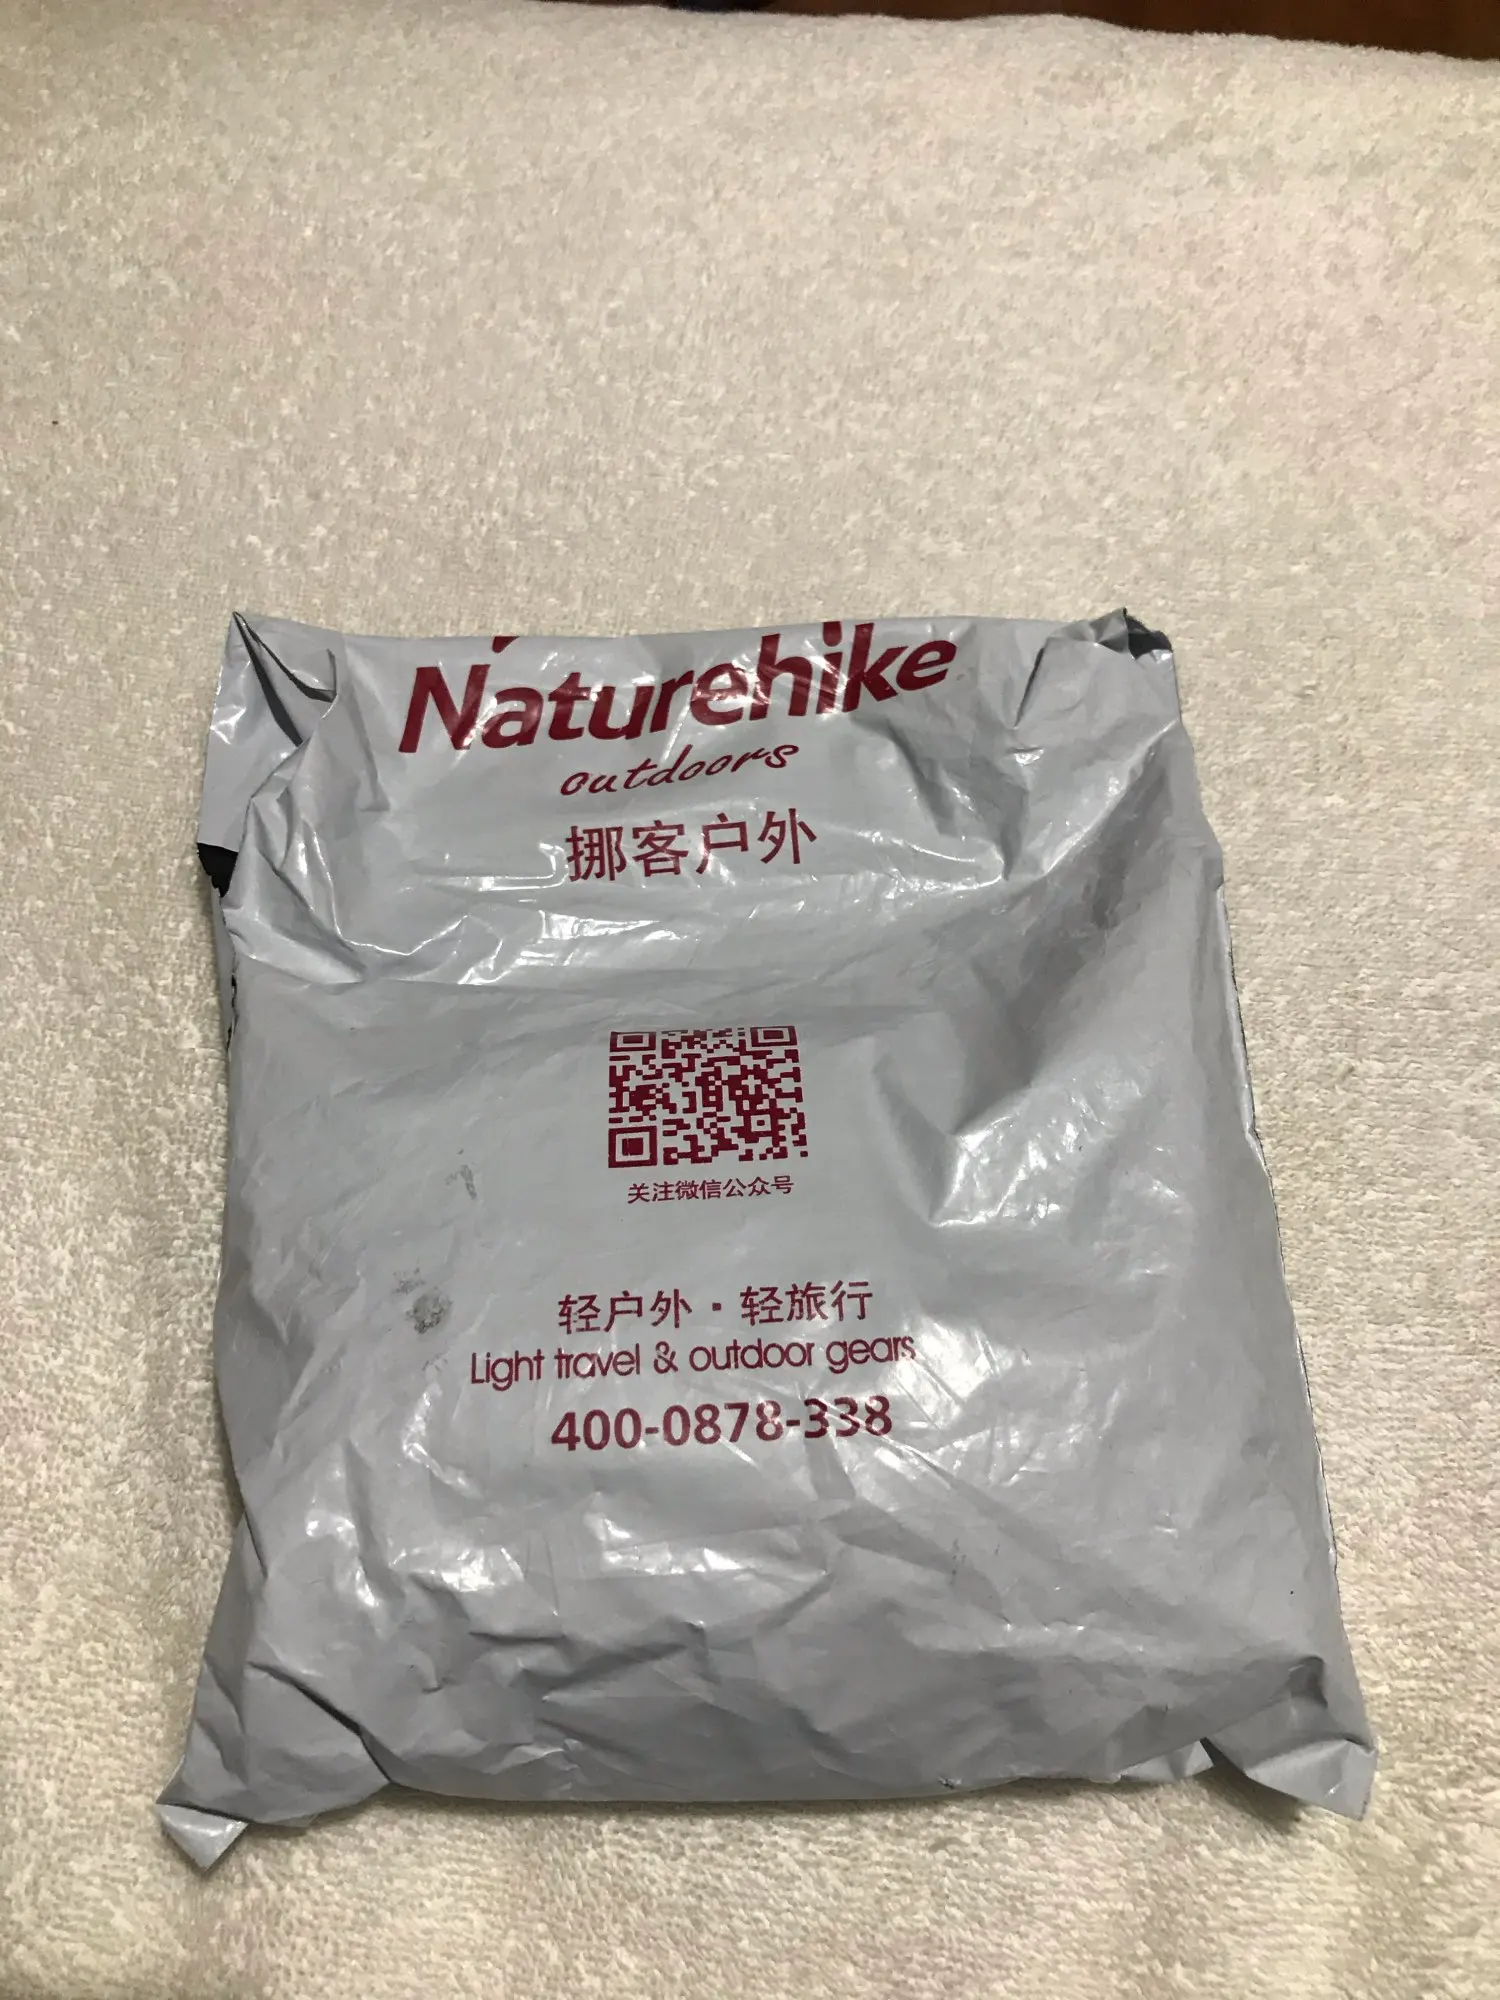 Naturehike
outdoors
挪客户外
关注微信公众号
轻户外·轻旅行
Light travel & outdoor gears
400-0878-338